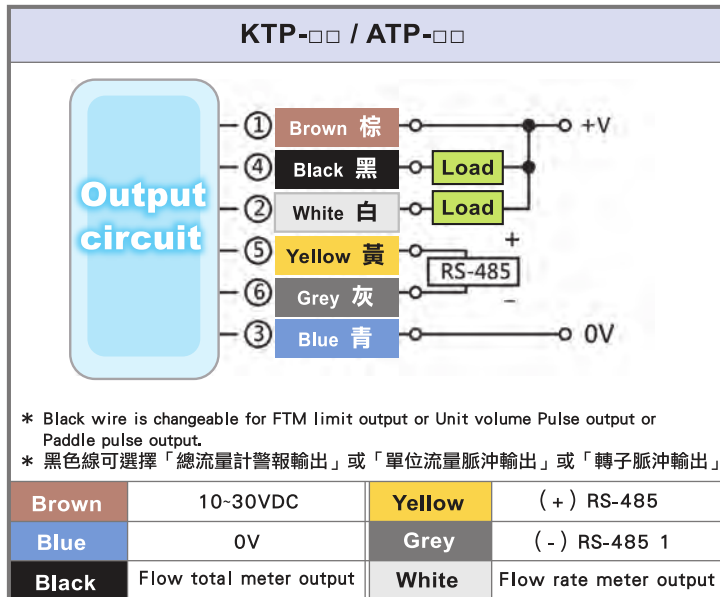 KTP-□□ / ATP-□□
Output circuit
① Brown 棕 +V
④ Black 黑 Load
② White 白 Load
⑤ Yellow 黃 +
RS-485
⑥ Grey 灰 −
③ Blue 青 0V
* Black wire is changeable for FTM limit output or Unit volume Pulse output or
Paddle pulse output.
* 黑色線可選擇「總流量計警報輸出」或「單位流量脈沖輸出」或「轉子脈沖輸出」
Brown 10~30VDC Yellow (+) RS-485
Blue 0V Grey (-) RS-485 1
Black Flow total meter output White Flow rate meter output